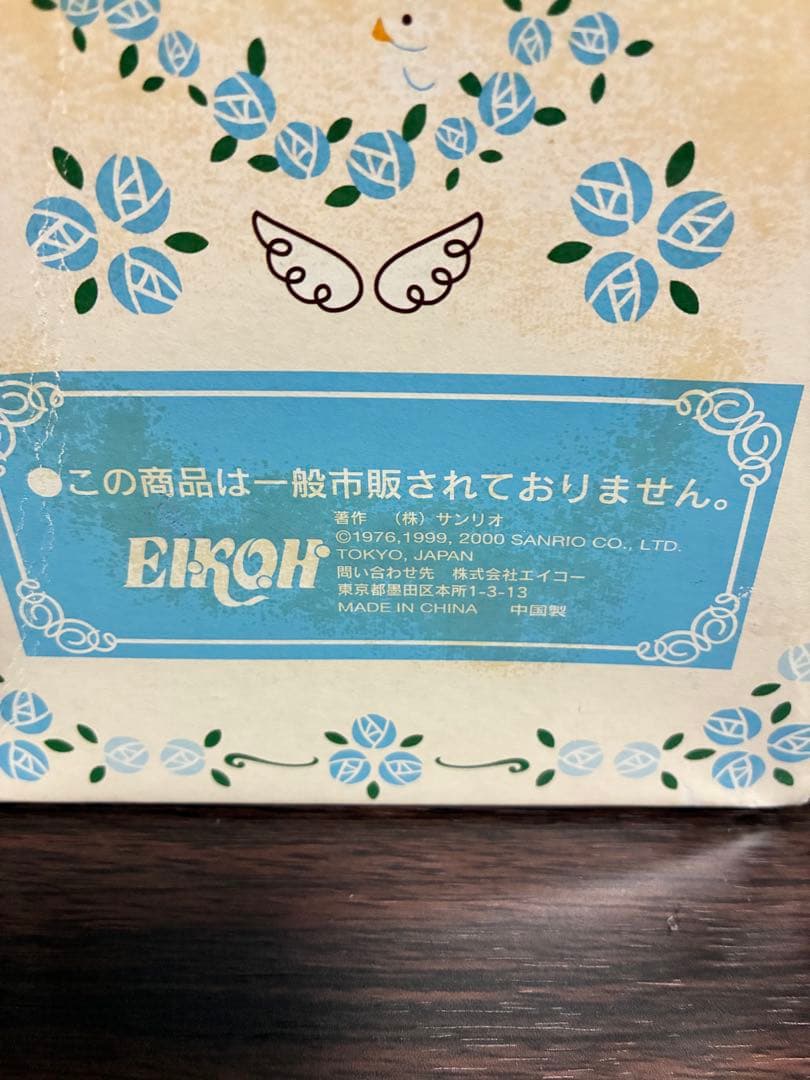 ●この商品は一般市販されておりません。
EIKOH
著作 (株)サンリオ
©1976,1999, 2000 SANRIO CO., LTD.
TOKYO, JAPAN
問い合わせ先 株式会社エイコー
東京都墨田区本所1-3-13
MADE IN CHINA 中国製